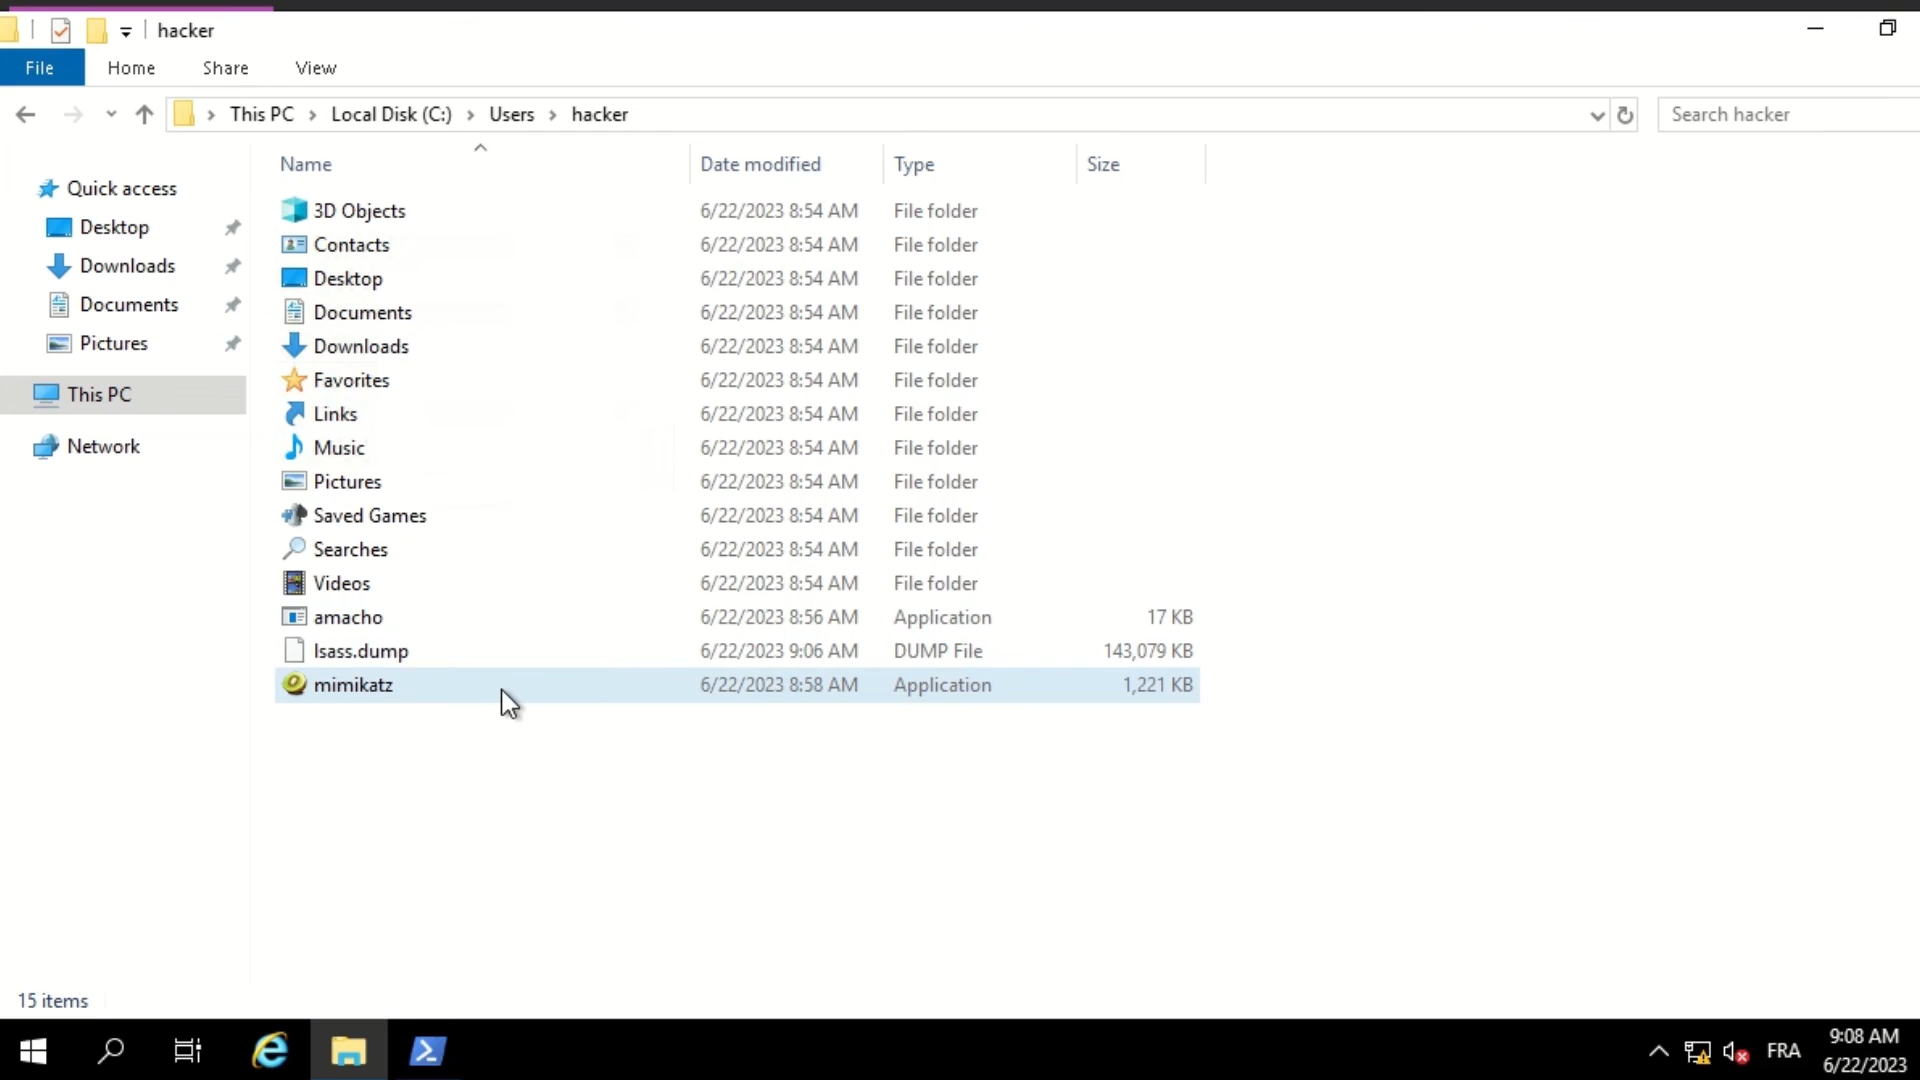 hacker
File Home Share View
This PC Local Disk (C:) Users hacker Search hacker
Name Date modified Type Size
Quick access
Desktop
Downloads
Documents
Pictures
This PC
Network
3D Objects 6/22/2023 8:54 AM File folder
Contacts 6/22/2023 8:54 AM File folder
Desktop 6/22/2023 8:54 AM File folder
Documents 6/22/2023 8:54 AM File folder
Downloads 6/22/2023 8:54 AM File folder
Favorites 6/22/2023 8:54 AM File folder
Links 6/22/2023 8:54 AM File folder
Music 6/22/2023 8:54 AM File folder
Pictures 6/22/2023 8:54 AM File folder
Saved Games 6/22/2023 8:54 AM File folder
Searches 6/22/2023 8:54 AM File folder
Videos 6/22/2023 8:54 AM File folder
amacho 6/22/2023 8:56 AM Application 17 KB
lsass.dump 6/22/2023 9:06 AM DUMP File 143,079 KB
mimikatz 6/22/2023 8:58 AM Application 1,221 KB
15 items
FRA
9:08 AM
6/22/2023